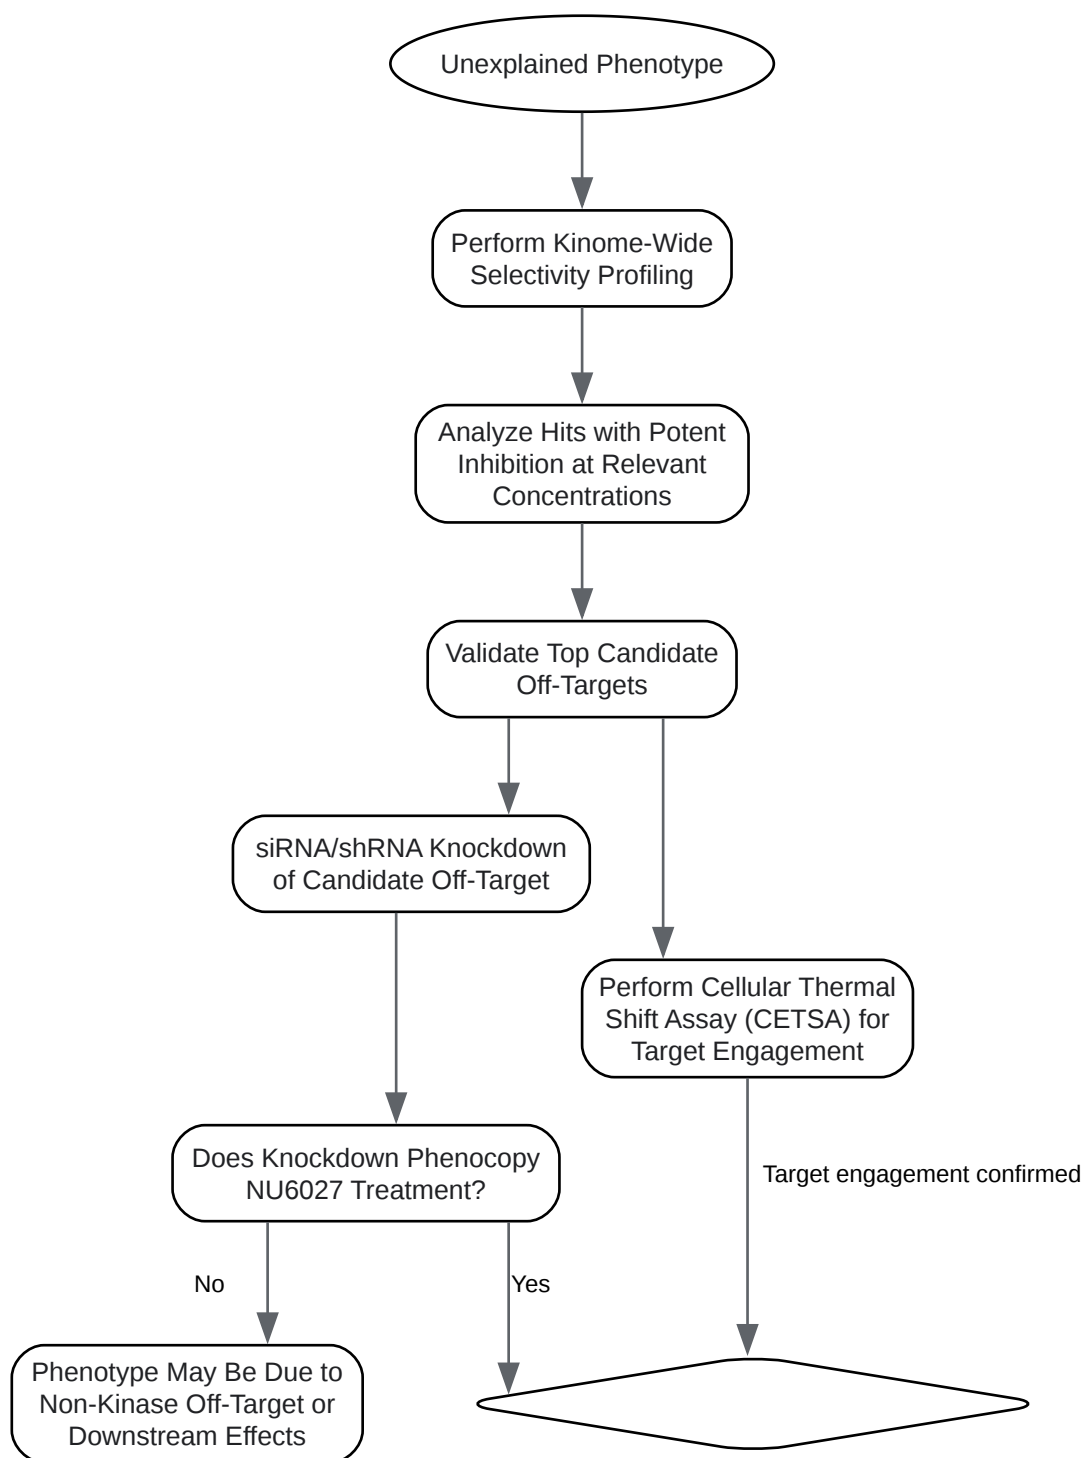 Unexplained Phenotype
Perform Kinome-Wide
Selectivity Profiling
Analyze Hits with Potent
Inhibition at Relevant
Concentrations
Validate Top Candidate
Off-Targets
siRNA/shRNA Knockdown
of Candidate Off-Target
Perform Cellular Thermal
Shift Assay (CETSA) for
Target Engagement
Does Knockdown Phenocopy
NU6027 Treatment?
Target engagement confirmed
No
Yes
Phenotype May Be Due to
Non-Kinase Off-Target or
Downstream Effects